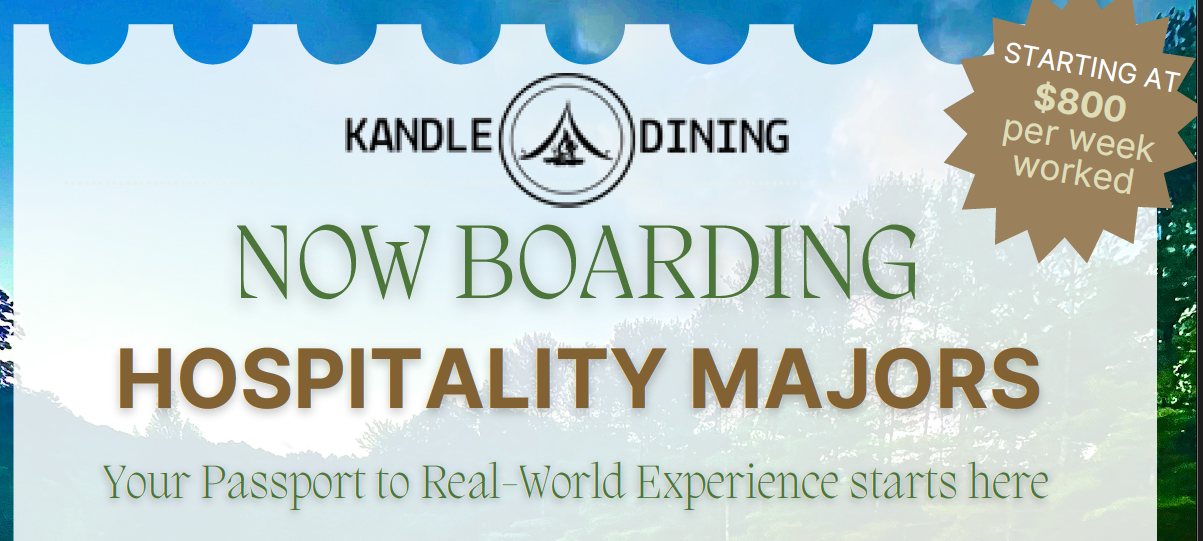 KANDLE DINING
STARTING AT
$800
per week
worked
NOW BOARDING
HOSPITALITY MAJORS
Your Passport to Real-World Experience starts here